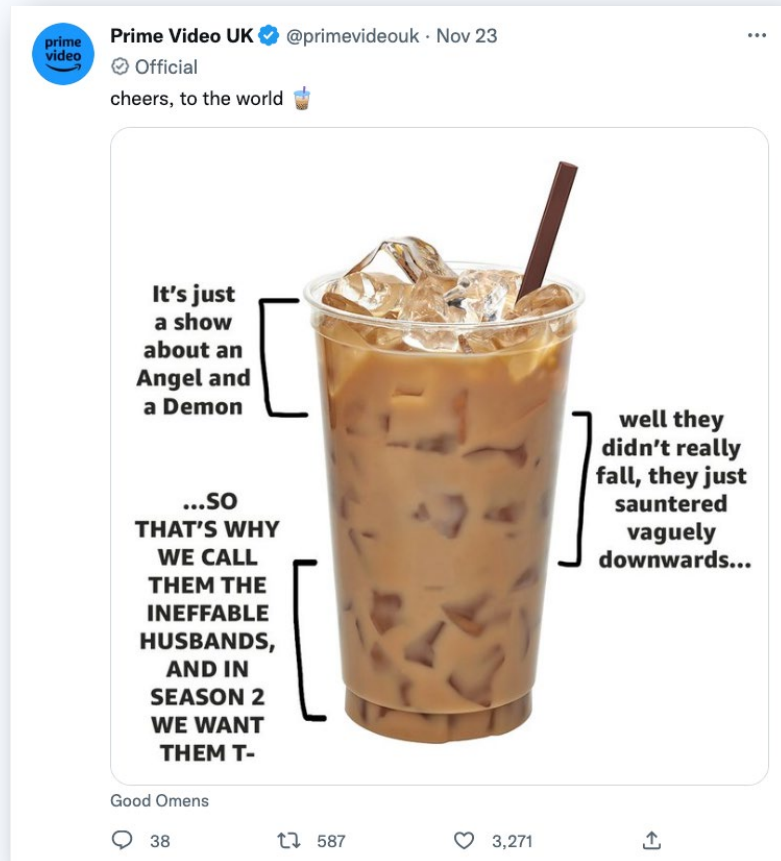 prime
video
Prime Video UK @primevideouk · Nov 23
Official
cheers, to the world 🧋
It's just
a show
about an
Angel and
a Demon
well they
didn't really
fall, they just
sauntered
vaguely
downwards...
...SO
THAT'S WHY
WE CALL
THEM THE
INEFFABLE
HUSBANDS,
AND IN
SEASON 2
WE WANT
THEM T-
Good Omens
38 587 3,271